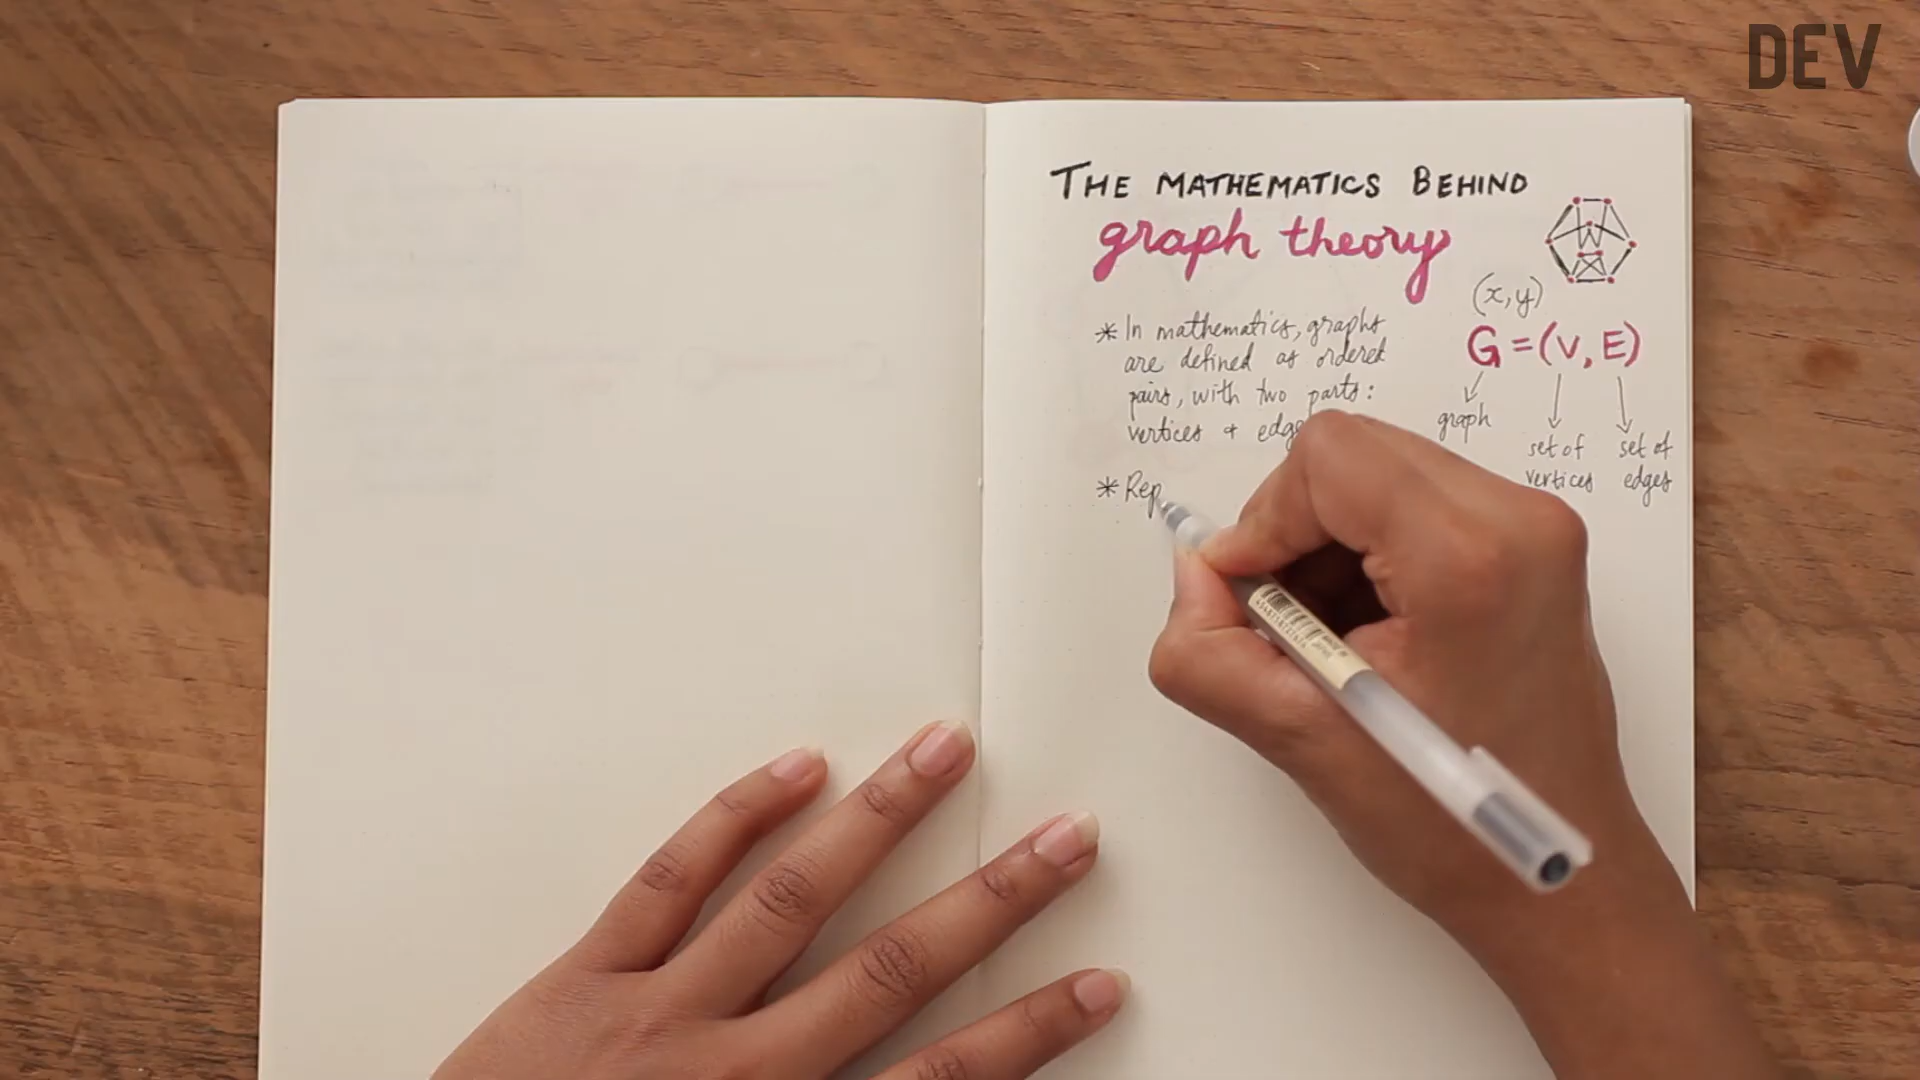 DEV
THE MATHEMATICS BEHIND
graph theory
(x,y)
* In mathematics, graphs
are defined as ordered
pairs, with two parts:
vertices + edge
G = (V, E)
graph
set of
vertices
set of
edges
* Rep